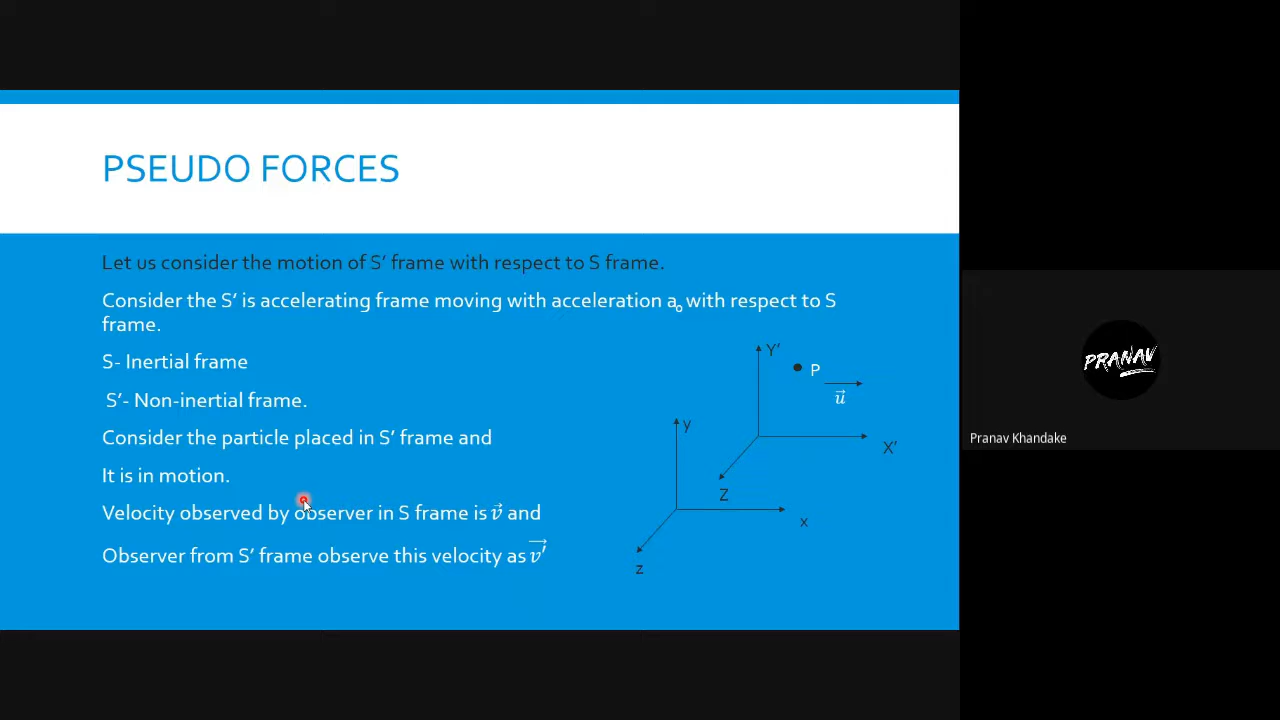 PSEUDO FORCES
Let us consider the motion of S’ frame with respect to S frame.
Consider the S’ is accelerating frame moving with acceleration a₀ with respect to S
frame.
S- Inertial frame
S’- Non-inertial frame.
Consider the particle placed in S’ frame and
It is in motion.
Velocity observed by observer in S frame is v⃗ and
Observer from S’ frame observe this velocity as v′⃗
Y’
P
u⃗
X’
Z
y
x
z
PRANAV
Pranav Khandake